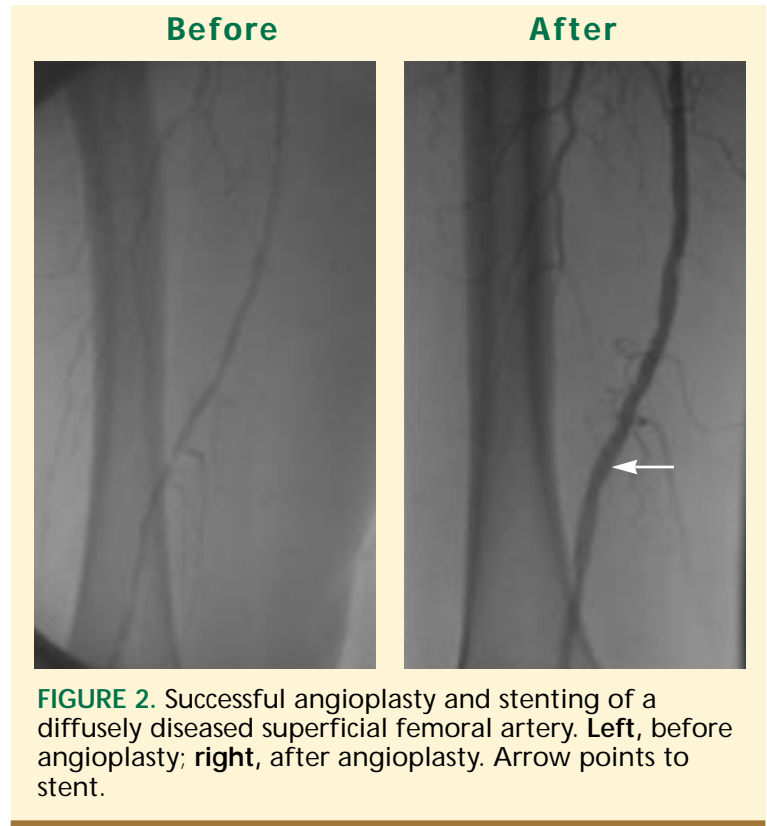 Before
After
FIGURE 2. Successful angioplasty and stenting of a
diffusely diseased superficial femoral artery. Left, before
angioplasty; right, after angioplasty. Arrow points to
stent.